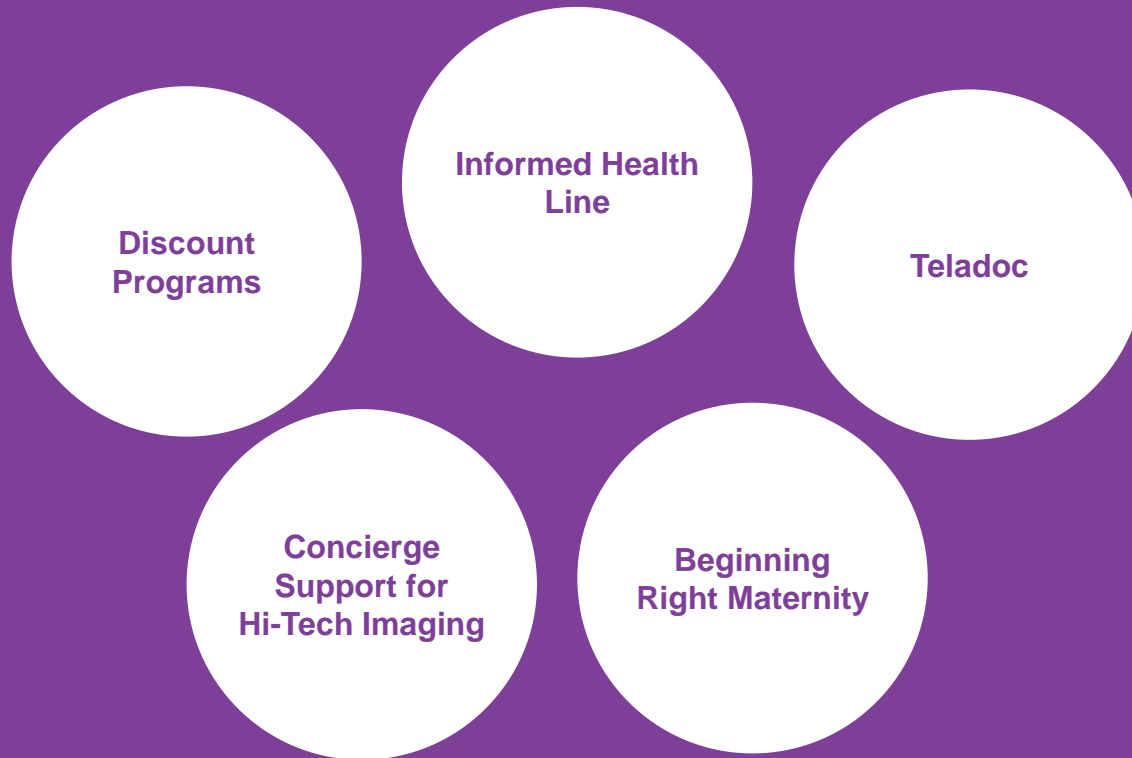 Informed Health
Line
Discount
Programs
Teladoc
Concierge
Support for
Hi-Tech Imaging
Beginning
Right Maternity